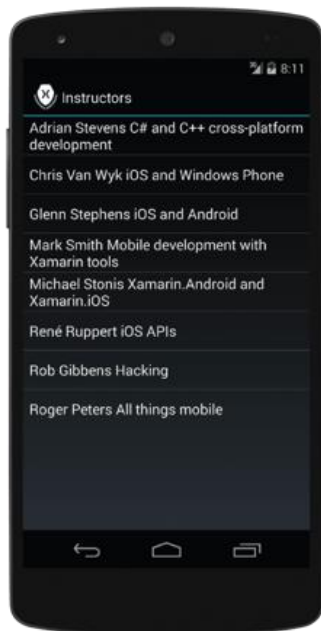 8:11
X Instructors
Adrian Stevens C# and C++ cross-platform
development
Chris Van Wyk iOS and Windows Phone
Glenn Stephens iOS and Android
Mark Smith Mobile development with
Xamarin tools
Michael Stonis Xamarin.Android and
Xamarin.iOS
René Ruppert iOS APIs
Rob Gibbens Hacking
Roger Peters All things mobile